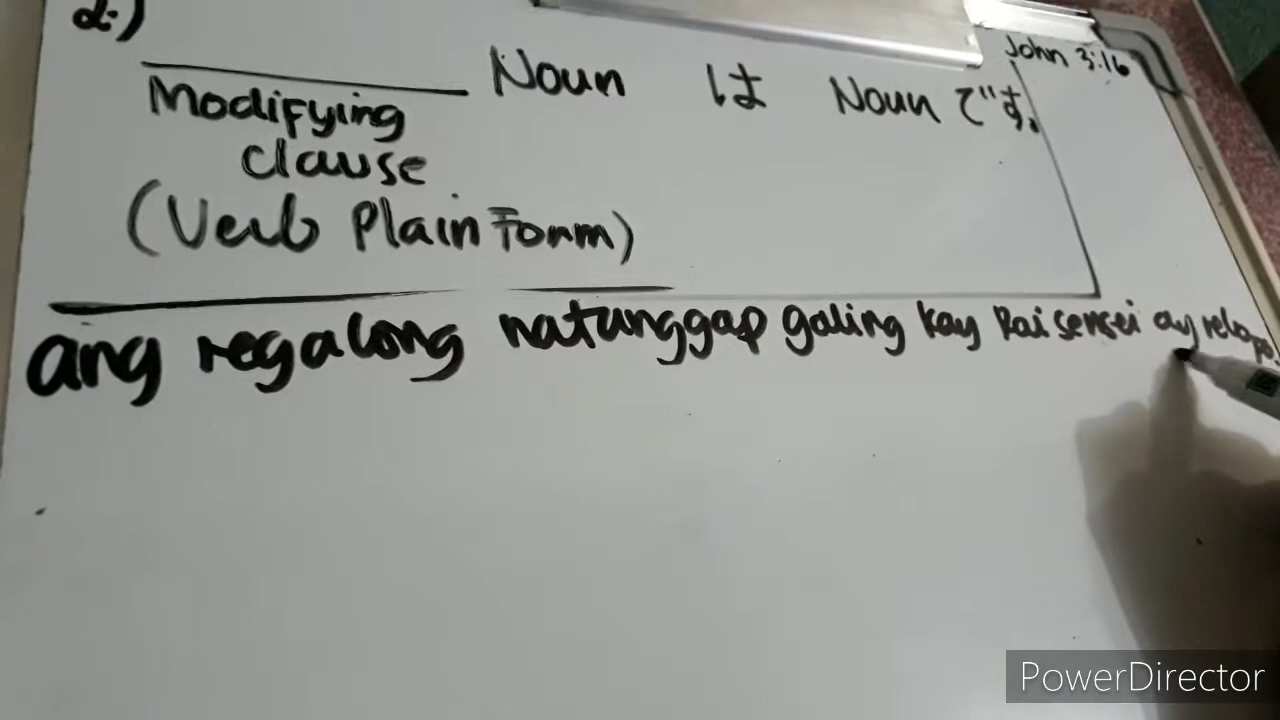 2.)
John 3:16
Noun は Noun です。
Modifying
clause
(Verb Plain Form)
ang regalong natanggap galing kay Rai sensei ay relo
PowerDirector